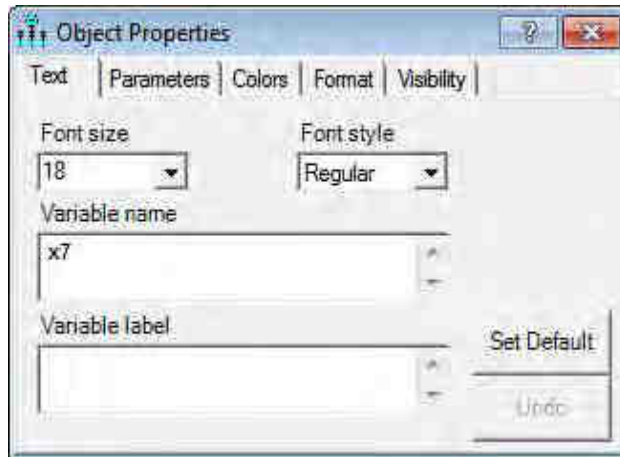 Object Properties
Text Parameters Colors Format Visibility
Font size Font style
18 Regular
Variable name
x7
Variable label
Set Default
Undo